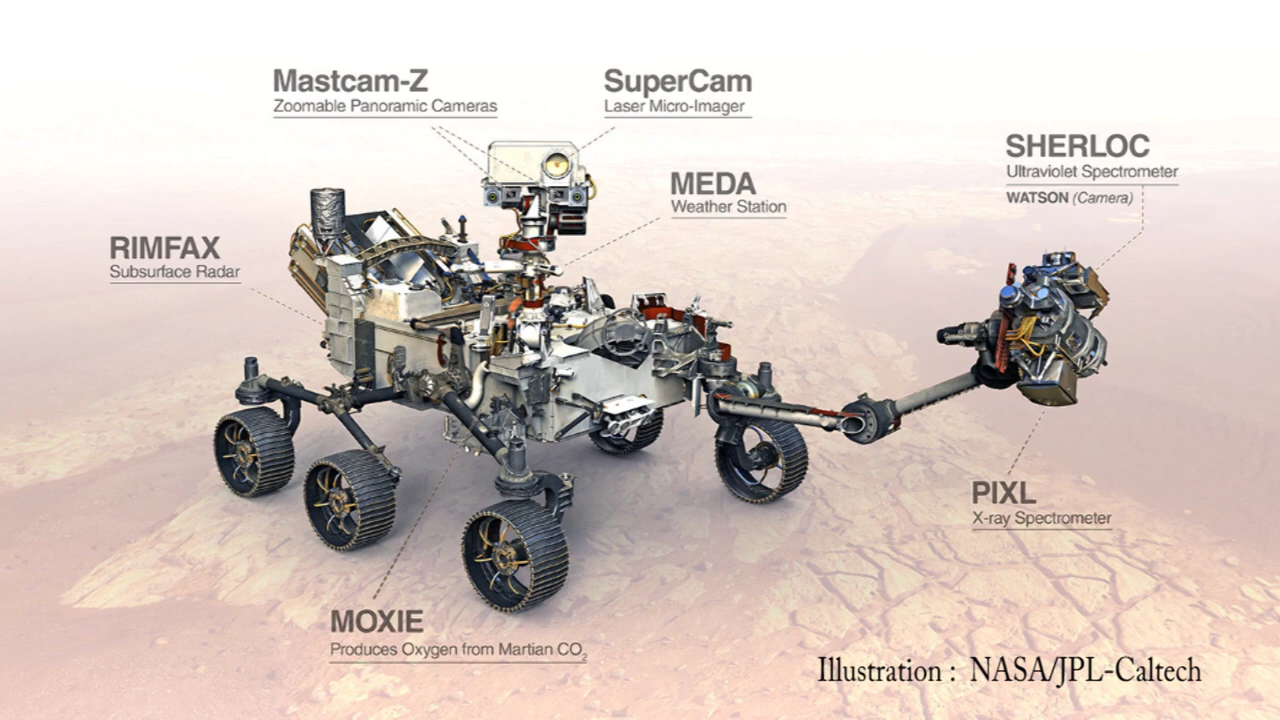 Mastcam-Z
Zoomable Panoramic Cameras
SuperCam
Laser Micro-Imager
SHERLOC
Ultraviolet Spectrometer
WATSON (Camera)
MEDA
Weather Station
RIMFAX
Subsurface Radar
PIXL
X-ray Spectrometer
MOXIE
Produces Oxygen from Martian CO₂
Illustration : NASA/JPL-Caltech